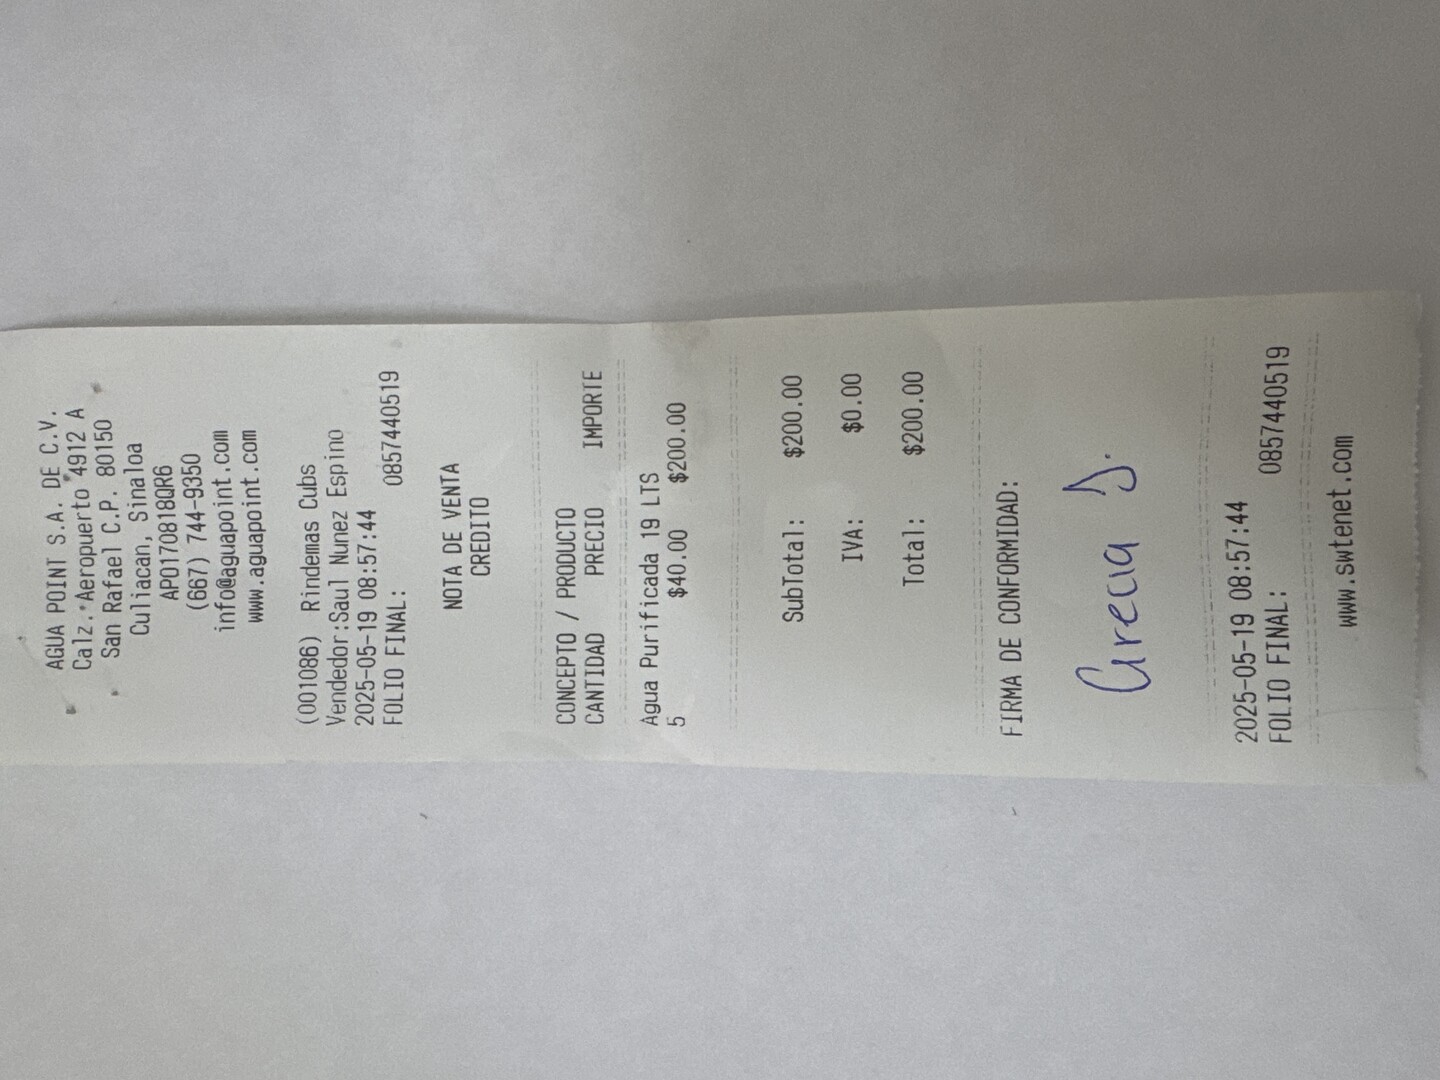 AGUA POINT S.A. DE C.V.
Calz. Aeropuerto 4912 A
San Rafael C.P. 80150
Culiacan, Sinaloa
APO170818QR6
(667) 744-9350
info@aguapoint.com
www.aguapoint.com
(001086) Rindemas Cubs
Vendedor:Saul Nunez Espino
2025-05-19 08:57:44
FOLIO FINAL: 0857440519
NOTA DE VENTA
CREDITO
CONCEPTO / PRODUCTO
CANTIDAD PRECIO IMPORTE
Agua Purificada 19 LTS
5 $40.00 $200.00
SubTotal: $200.00
IVA: $0.00
Total: $200.00
FIRMA DE CONFORMIDAD:
Grecia D.
2025-05-19 08:57:44
FOLIO FINAL: 0857440519
www.swtenet.com